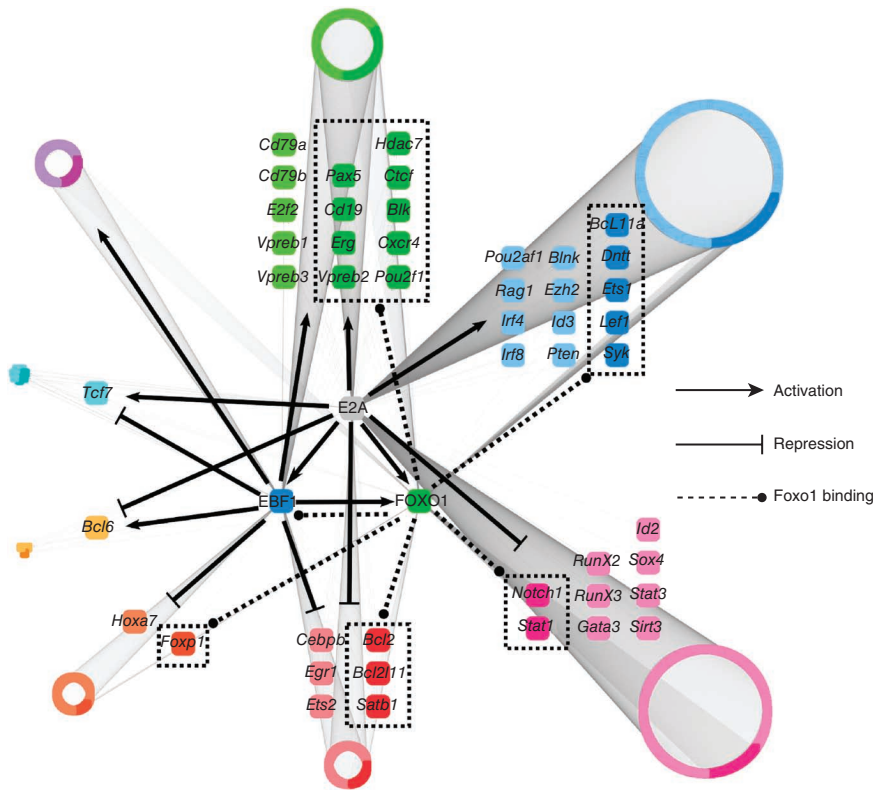 Cd79a
Hdac7
Cd79b
Pax5
Ctcf
E2f2
Cd19
Blk
Vpreb1
Erg
Cxcr4
Vpreb3
Vpreb2
Pou2f1
BcL11a
Pou2af1
Blnk
Dntt
Rag1
Ezh2
Ets1
Irf4
Id3
Lef1
Irf8
Pten
Syk
Tcf7
E2A
Activation
Repression
Foxo1 binding
EBF1
FOXO1
Bcl6
Id2
RunX2
Sox4
Notch1
RunX3
Stat3
Stat1
Gata3
Sirt3
Hoxa7
Foxp1
Cebpb
Bcl2
Egr1
Bcl2l11
Ets2
Satb1